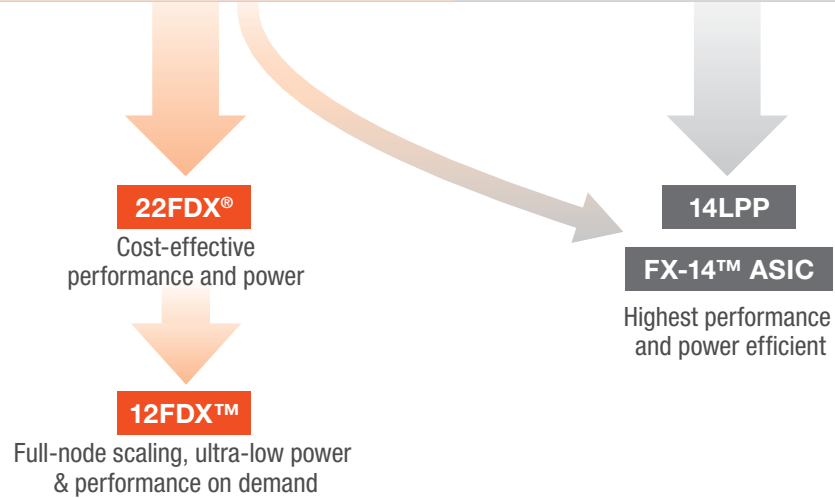 22FDX®
Cost-effective
performance and power
12FDX™
Full-node scaling, ultra-low power
& performance on demand
14LPP
FX-14™ ASIC
Highest performance
and power efficient